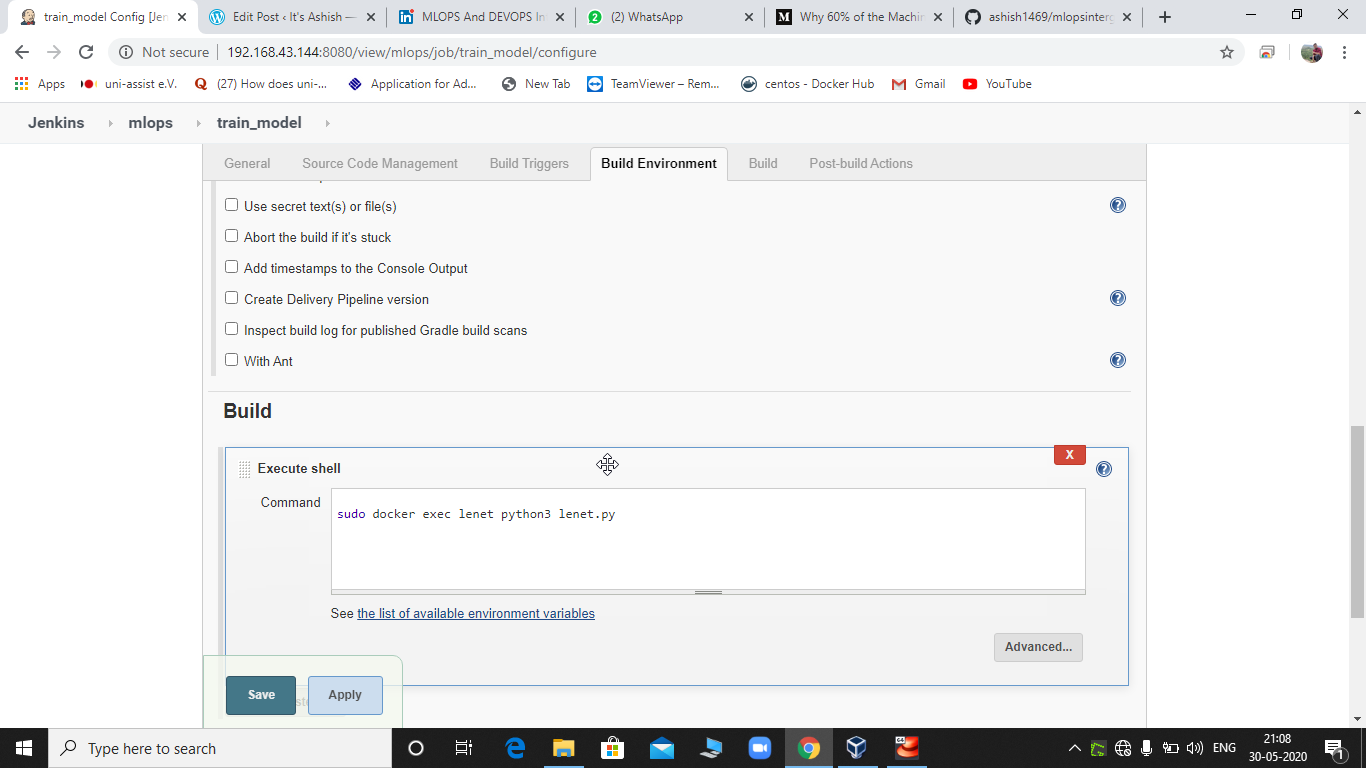 train_model Config [Jen
Edit Post ‹ It's Ashish —
MLOPS And DEVOPS In
(2) WhatsApp
Why 60% of the Machin
ashish1469/mlopsinterg
Not secure
192.168.43.144:8080/view/mlops/job/train_model/configure
Apps
uni-assist e.V.
(27) How does uni-...
Application for Ad...
New Tab
TeamViewer – Rem...
centos - Docker Hub
Gmail
YouTube
Jenkins
mlops
train_model
General
Source Code Management
Build Triggers
Build Environment
Build
Post-build Actions
Use secret text(s) or file(s)
Abort the build if it's stuck
Add timestamps to the Console Output
Create Delivery Pipeline version
Inspect build log for published Gradle build scans
With Ant
Build
Execute shell
X
Command
sudo docker exec lenet python3 lenet.py
See the list of available environment variables
Advanced...
Save
Apply
Type here to search
ENG
21:08
30-05-2020
1